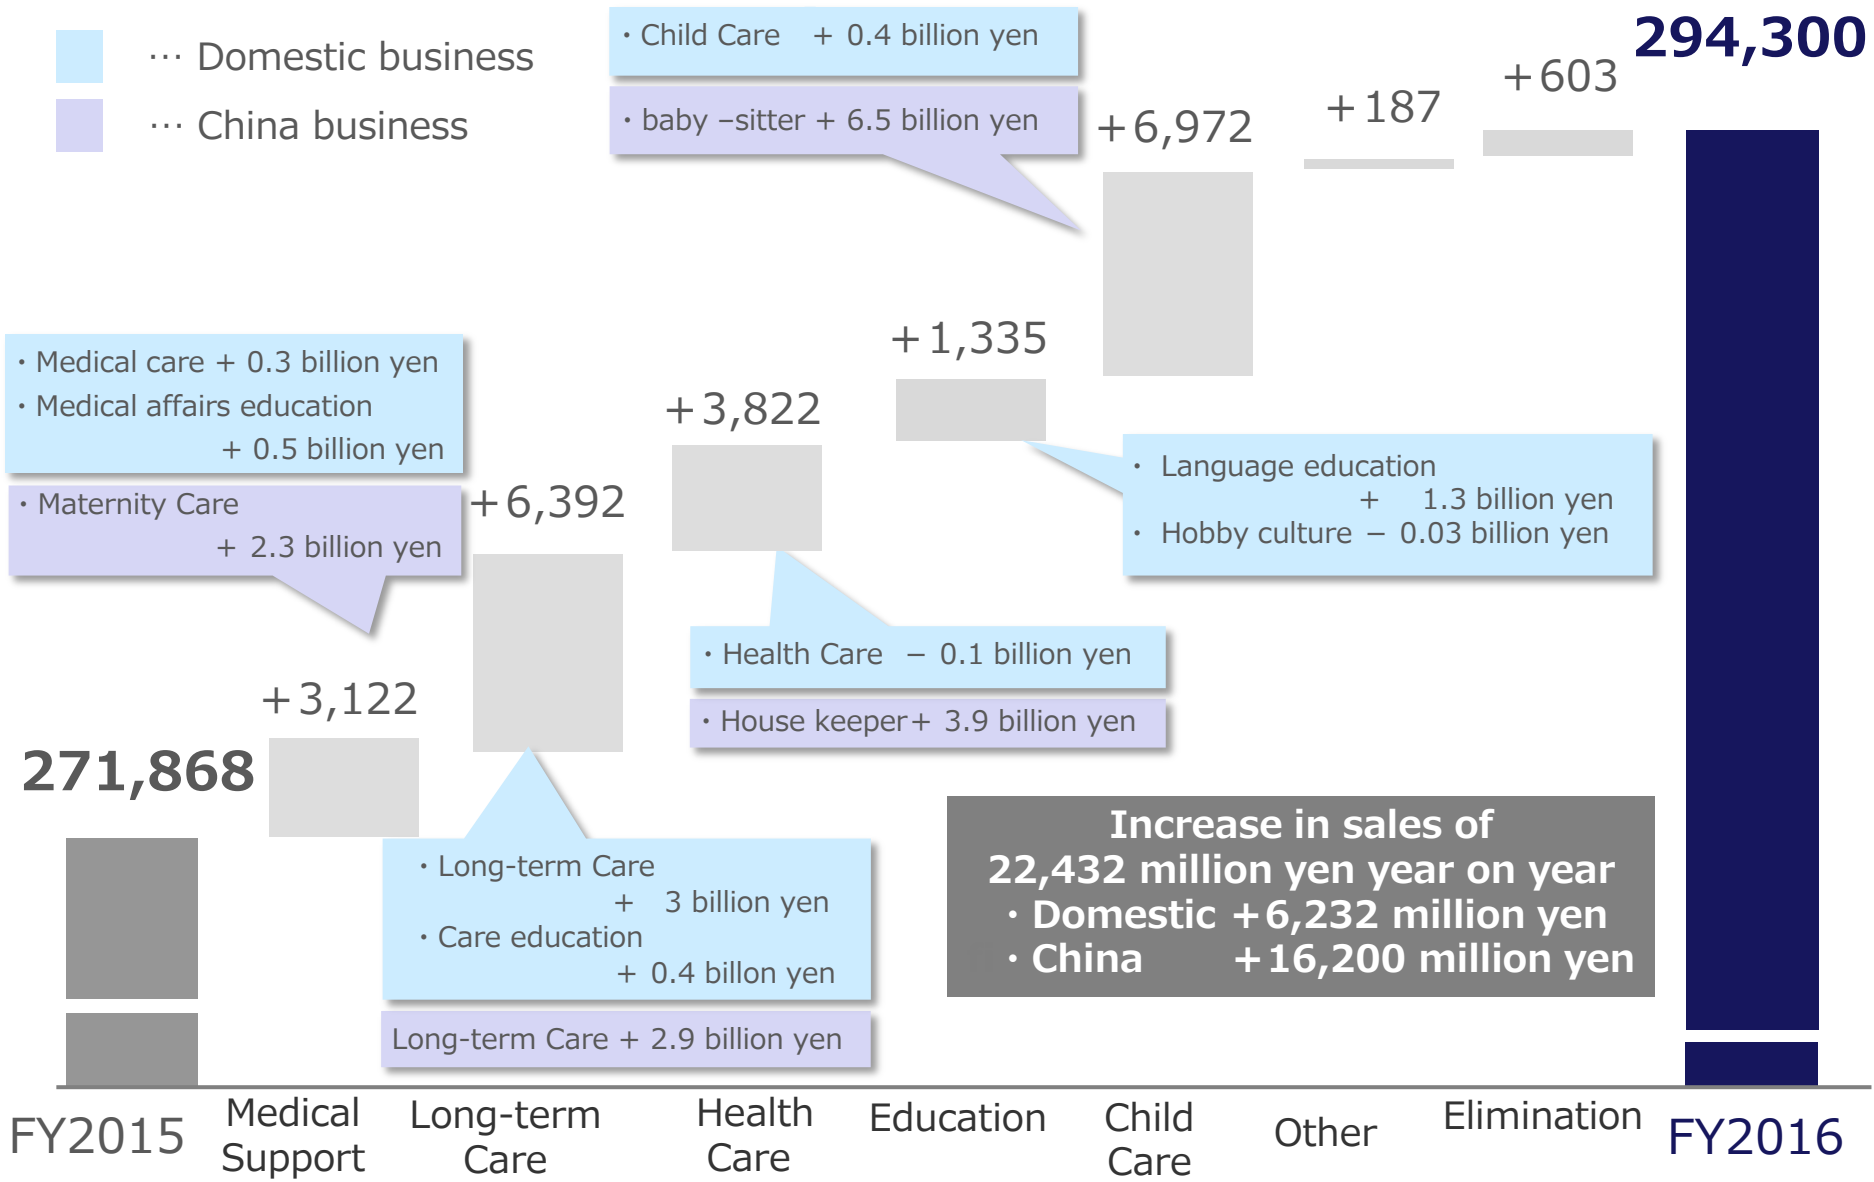 … Domestic business
… China business
・Child Care + 0.4 billion yen
・baby –sitter + 6.5 billion yen
+6,972
+187
+603
294,300
・Medical care + 0.3 billion yen
・Medical affairs education
+ 0.5 billion yen
・Maternity Care
+ 2.3 billion yen
+3,122
271,868
+6,392
+3,822
+1,335
・ Language education
+ 1.3 billion yen
・ Hobby culture − 0.03 billion yen
・Health Care − 0.1 billion yen
・House keeper+ 3.9 billion yen
・Long-term Care
+ 3 billion yen
・Care education
+ 0.4 billon yen
Long-term Care + 2.9 billion yen
Increase in sales of
22,432 million yen year on year
・Domestic +6,232 million yen
・China +16,200 million yen
FY2015
Medical
Support
Long-term
Care
Health
Care
Education
Child
Care
Other
Elimination
FY2016